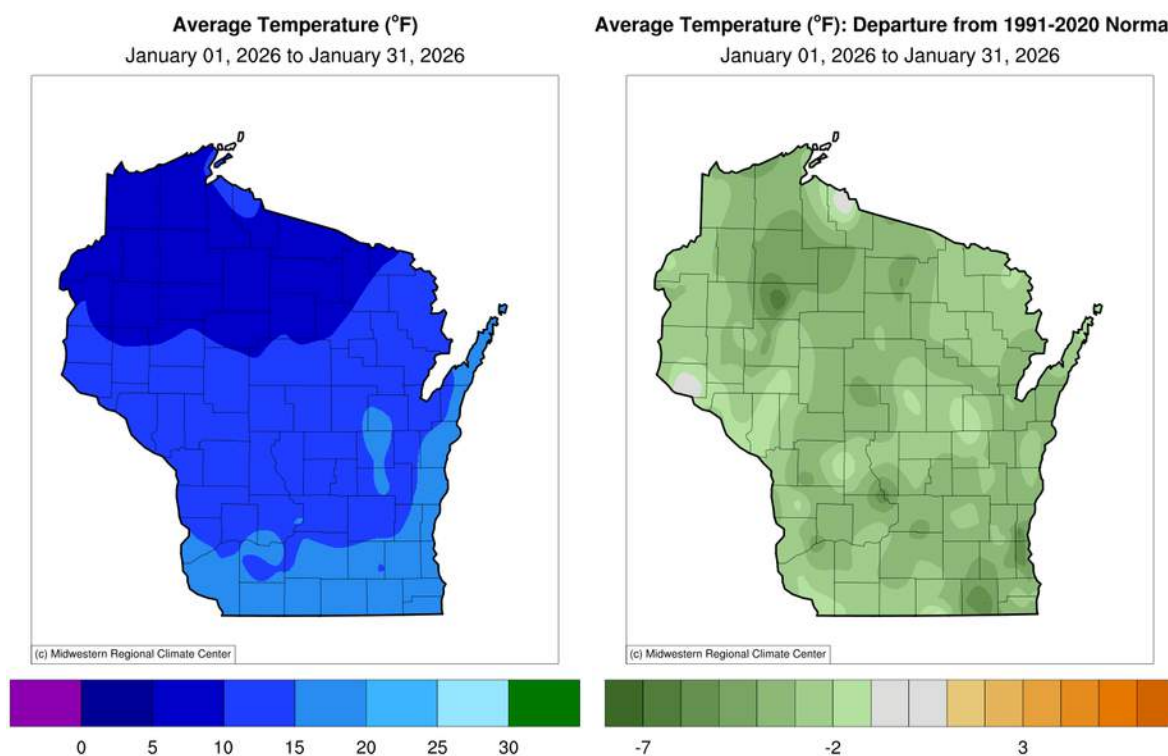 Average Temperature (°F)
January 01, 2026 to January 31, 2026
(c) Midwestern Regional Climate Center
0 5 10 15 20 25 30
Average Temperature (°F): Departure from 1991-2020 Norma
January 01, 2026 to January 31, 2026
(c) Midwestern Regional Climate Center
-7 -2 3